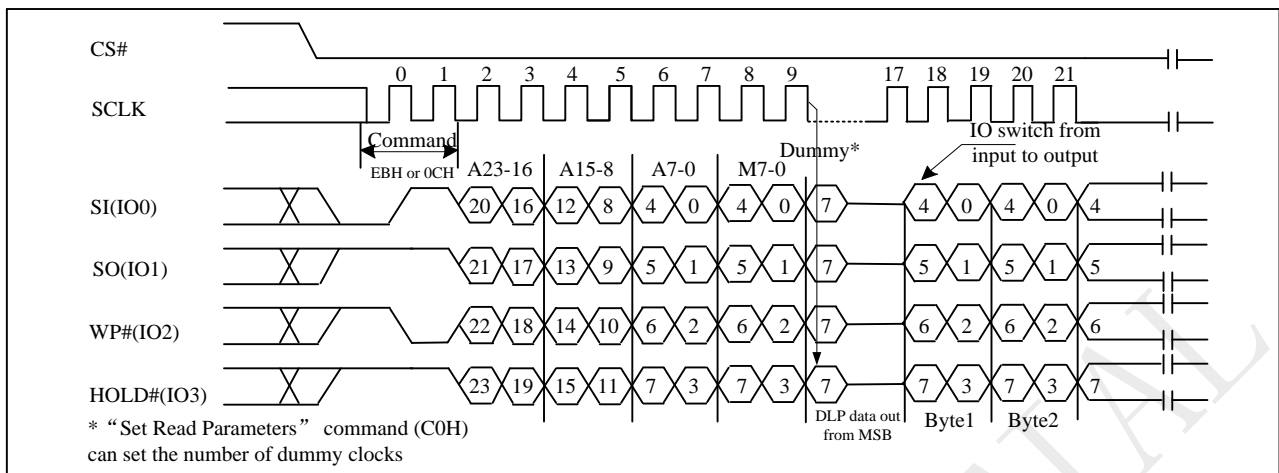 CS#
0 1 2 3 4 5 6 7 8 9 17 18 19 20 21
SCLK
Command
EBH or 0CH
A23-16 A15-8 A7-0 M7-0
Dummy*
IO switch from
input to output
SI(IO0) 20 16 12 8 4 0 4 0 7 4 0 4 0 4
SO(IO1) 21 17 13 9 5 1 5 1 7 5 1 5 1 5
WP#(IO2) 22 18 14 10 6 2 6 2 7 6 2 6 2 6
HOLD#(IO3) 23 19 15 11 7 3 7 3 7 7 3 7 3 7
DLP data out
from MSB
Byte1 Byte2
* “Set Read Parameters” command (C0H)
can set the number of dummy clocks